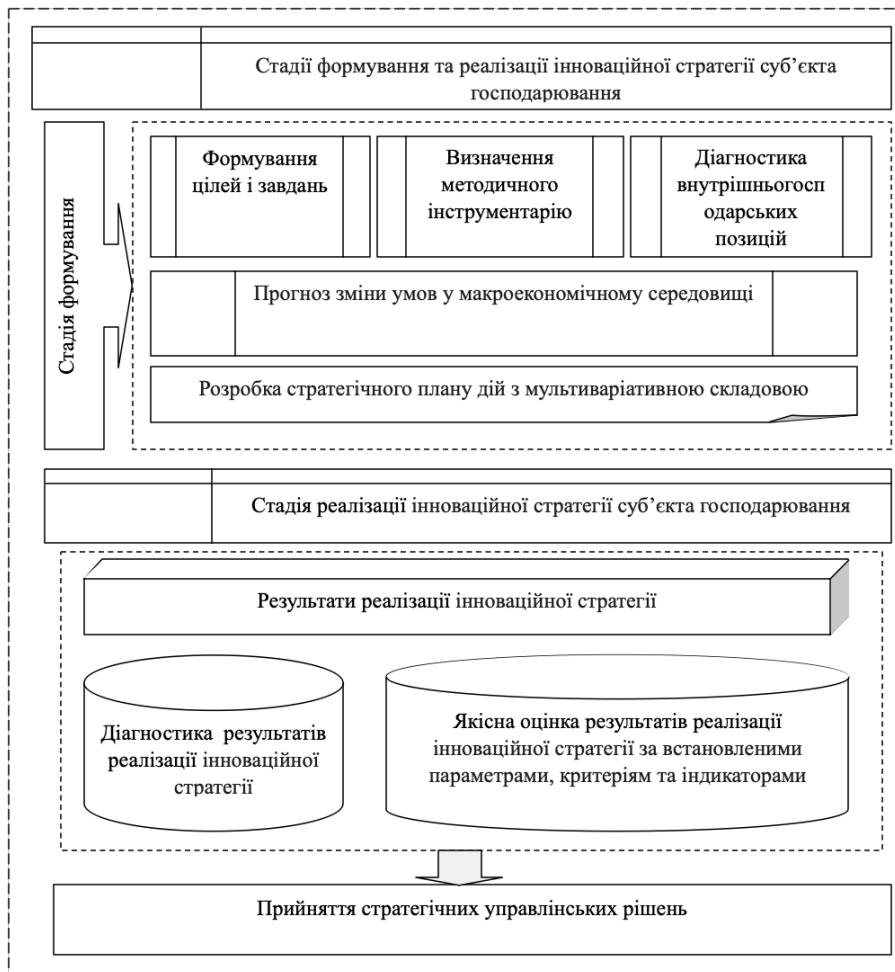 Стадії формування та реалізації інноваційної стратегії суб’єкта
господарювання
Стадія формування
Формування
цілей і завдань
Визначення
методичного
інструментарію
Діагностика
внутрішньогосп
одарських
позицій
Прогноз зміни умов у макроекономічному середовищі
Розробка стратегічного плану дій з мультиваріативною складовою
Стадія реалізації інноваційної стратегії суб’єкта господарювання
Результати реалізації інноваційної стратегії
Діагностика результатів
реалізації інноваційної
стратегії
Якісна оцінка результатів реалізації
інноваційної стратегії за встановленими
параметрами, критеріям та індикаторами
Прийняття стратегічних управлінських рішень